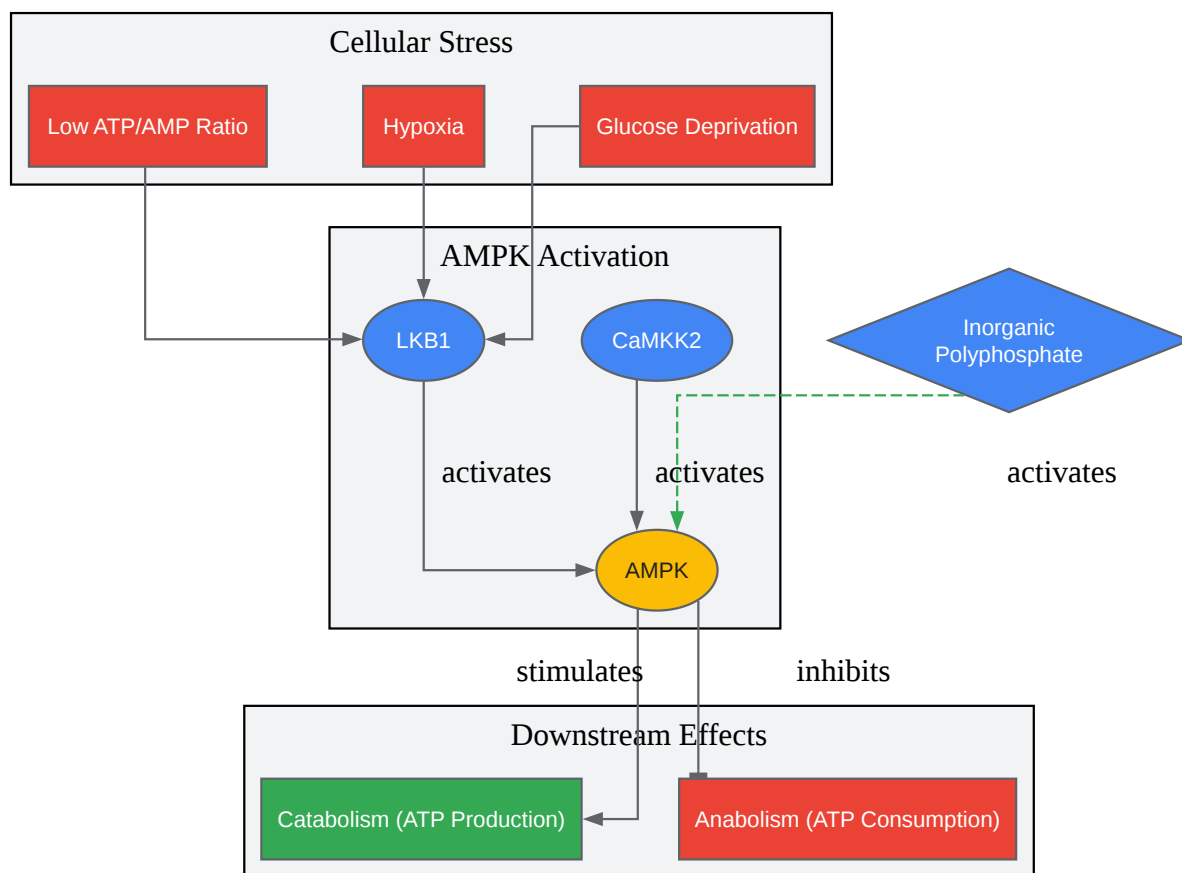 Cellular Stress
Low ATP/AMP Ratio
Hypoxia
Glucose Deprivation
AMPK Activation
LKB1
CaMKK2
Inorganic
Polyphosphate
activates
activates
activates
AMPK
stimulates
inhibits
Downstream Effects
Catabolism (ATP Production)
Anabolism (ATP Consumption)